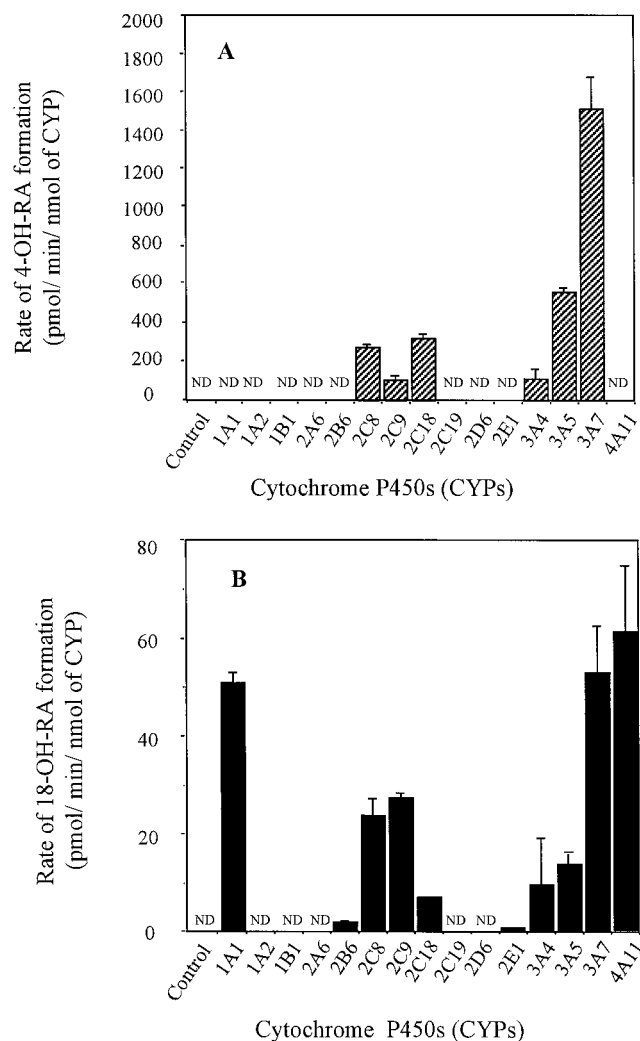 A
Rate of 4-OH-RA formation
(pmol/ min/ nmol of CYP)
2000
1800
1600
1400
1200
1000
800
600
400
200
0
ND ND ND ND ND ND ND ND ND ND
Control 1A1 1A2 1B1 2A6 2B6 2C8 2C9 2C18 2C19 2D6 2E1 3A4 3A5 3A7 4A11
Cytochrome P450s (CYPs)
B
Rate of 18-OH-RA formation
(pmol/ min/ nmol of CYP)
80
60
40
20
0
ND ND ND ND ND ND
Control 1A1 1A2 1B1 2A6 2B6 2C8 2C9 2C18 2C19 2D6 2E1 3A4 3A5 3A7 4A11
Cytochrome P450s (CYPs)